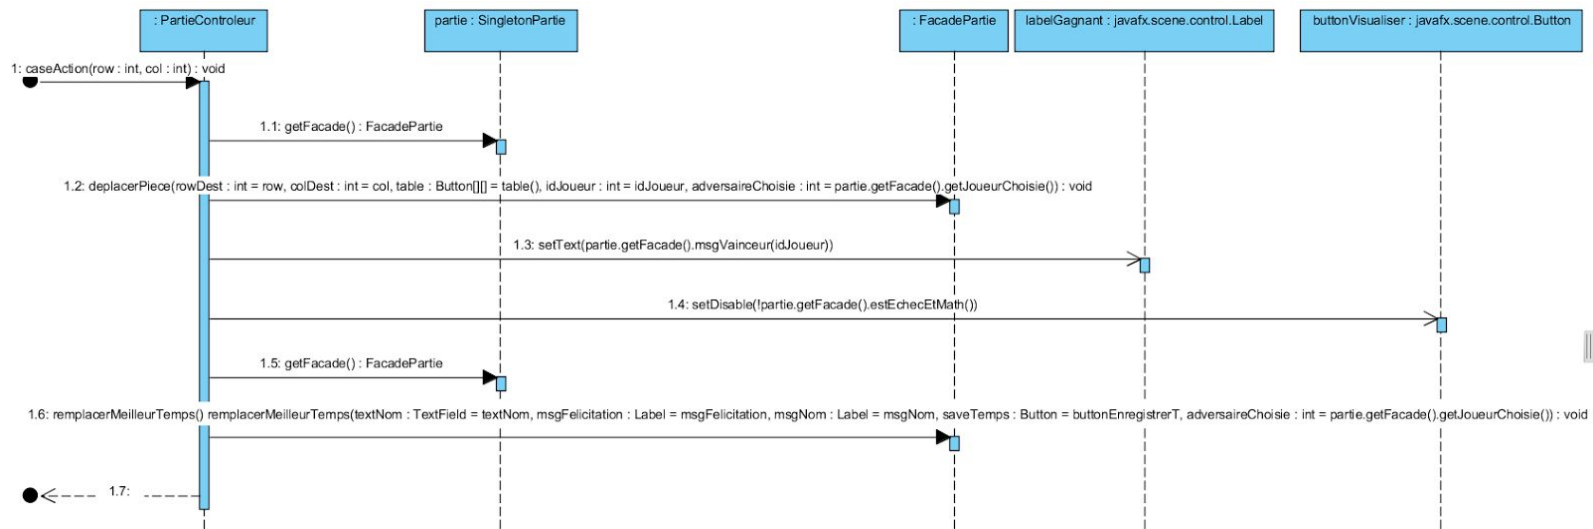 : PartieControleur
partie : SingletonPartie
: FacadePartie
labelGagnant : javafx.scene.control.Label
buttonVisualiser : javafx.scene.control.Button
1: caseAction(row : int, col : int) : void
1.1: getFacade() : FacadePartie
1.2: deplacerPiece(rowDest : int = row, colDest : int = col, table : Button[][] = table(), idJoueur : int = idJoueur, adversaireChoisie : int = partie.getFacade().getJoueurChoisie()) : void
1.3: setText(partie.getFacade().msgVainceur(idJoueur))
1.4: setDisable(!partie.getFacade().estEchecEtMath())
1.5: getFacade() : FacadePartie
1.6: remplacerMeilleurTemps() remplacerMeilleurTemps(textNom : TextField = textNom, msgFelicitation : Label = msgFelicitation, msgNom : Label = msgNom, saveTemps : Button = buttonEnregistrerT, adversaireChoisie : int = partie.getFacade().getJoueurChoisie()) : void
1.7: